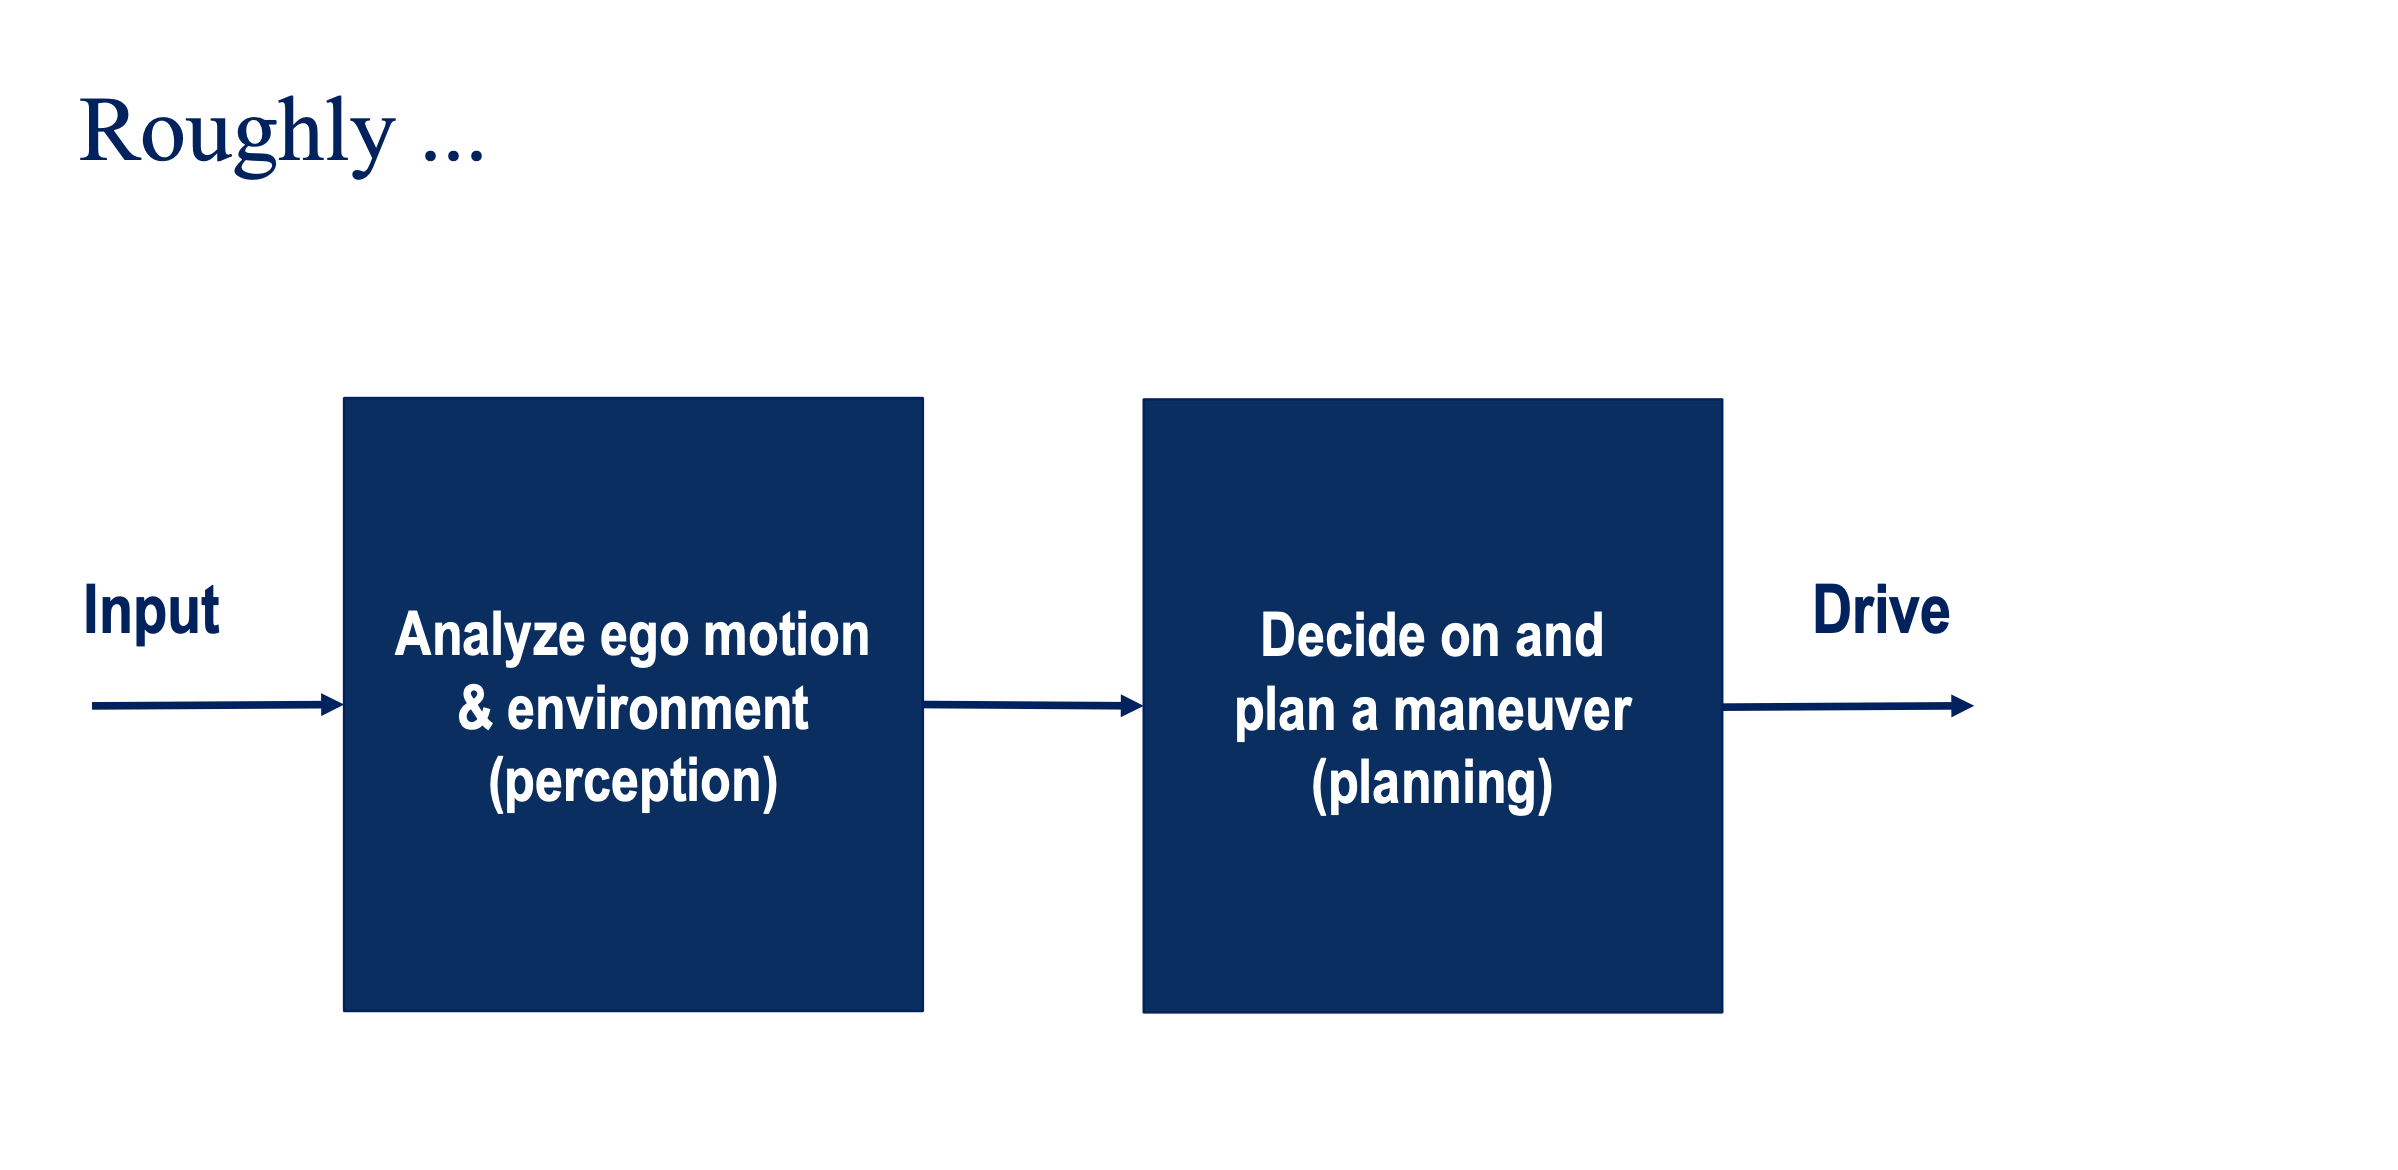 Roughly ...
Input
Analyze ego motion
& environment
(perception)
Decide on and
plan a maneuver
(planning)
Drive